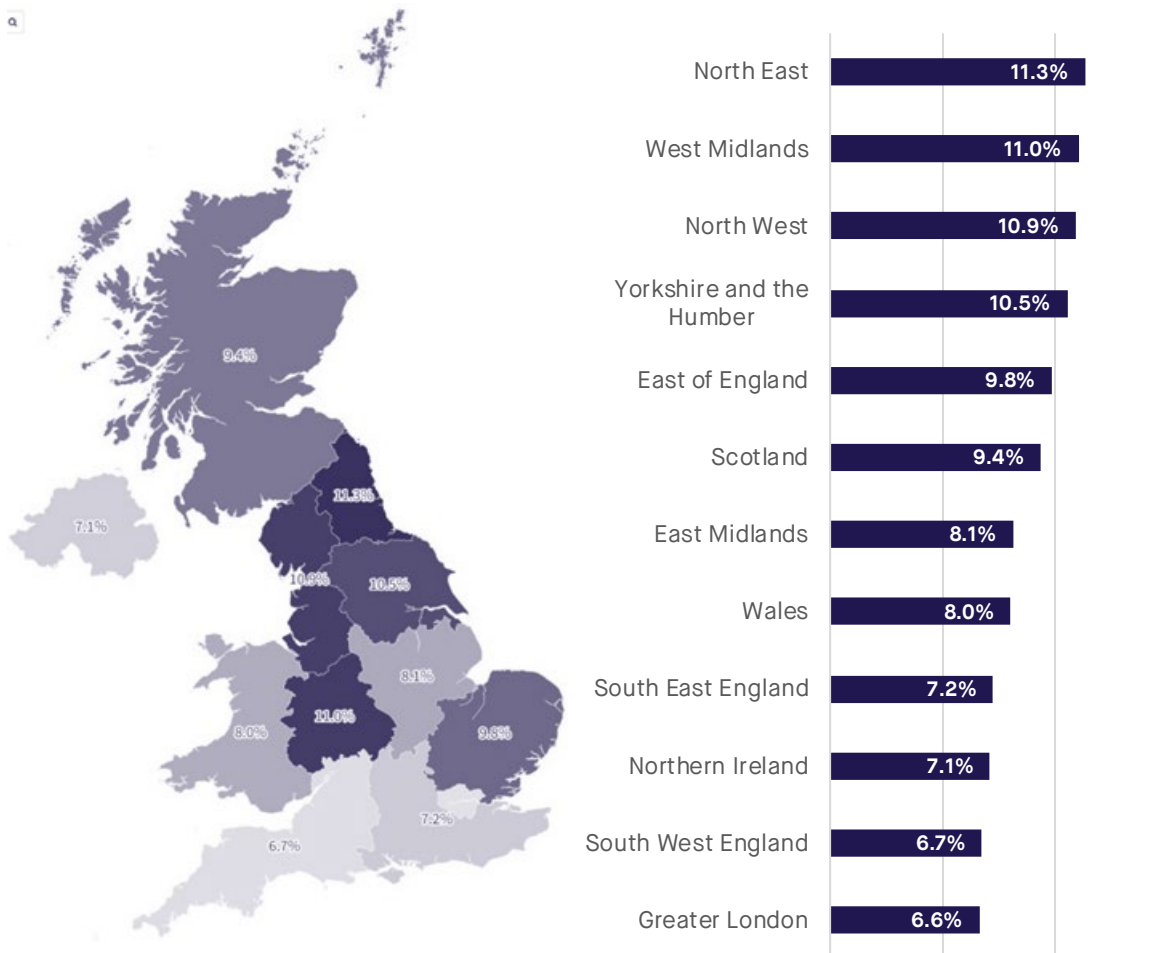 9.4%
11.3%
7.1%
10.9%
10.5%
8.1%
11.0%
8.0%
9.8%
7.2%
6.7%
North East 11.3%
West Midlands 11.0%
North West 10.9%
Yorkshire and the
Humber 10.5%
East of England 9.8%
Scotland 9.4%
East Midlands 8.1%
Wales 8.0%
South East England 7.2%
Northern Ireland 7.1%
South West England 6.7%
Greater London 6.6%